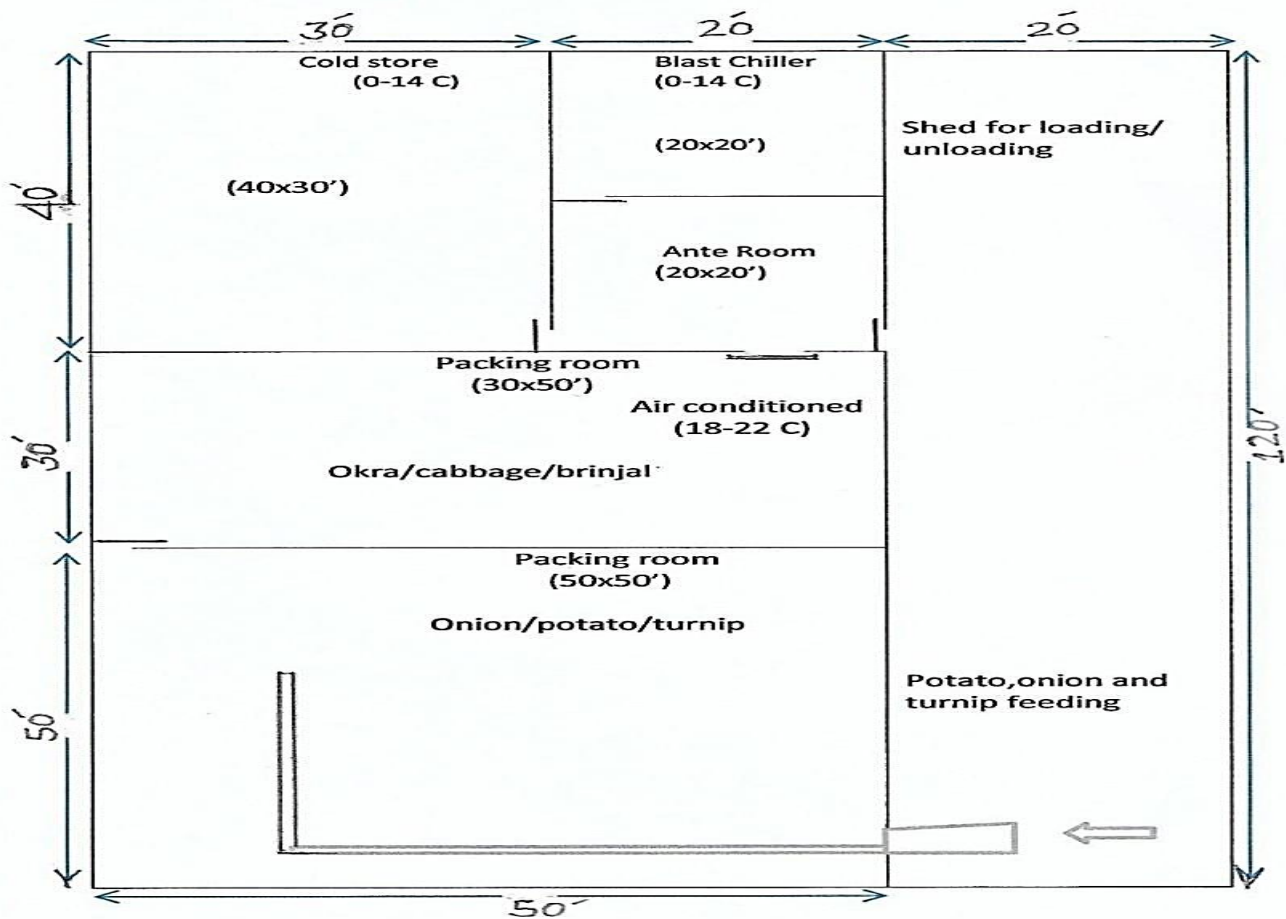 30'
20'
20'
Cold store
(0-14 C)
Blast Chiller
(0-14 C)
Shed for loading/
unloading
(20x20')
(40x30')
40'
Ante Room
(20x20')
Packing room
(30x50')
Air conditioned
(18-22 C)
30'
Okra/cabbage/brinjal
120'
Packing room
(50x50')
Onion/potato/turnip
Potato,onion and
turnip feeding
50'
50'